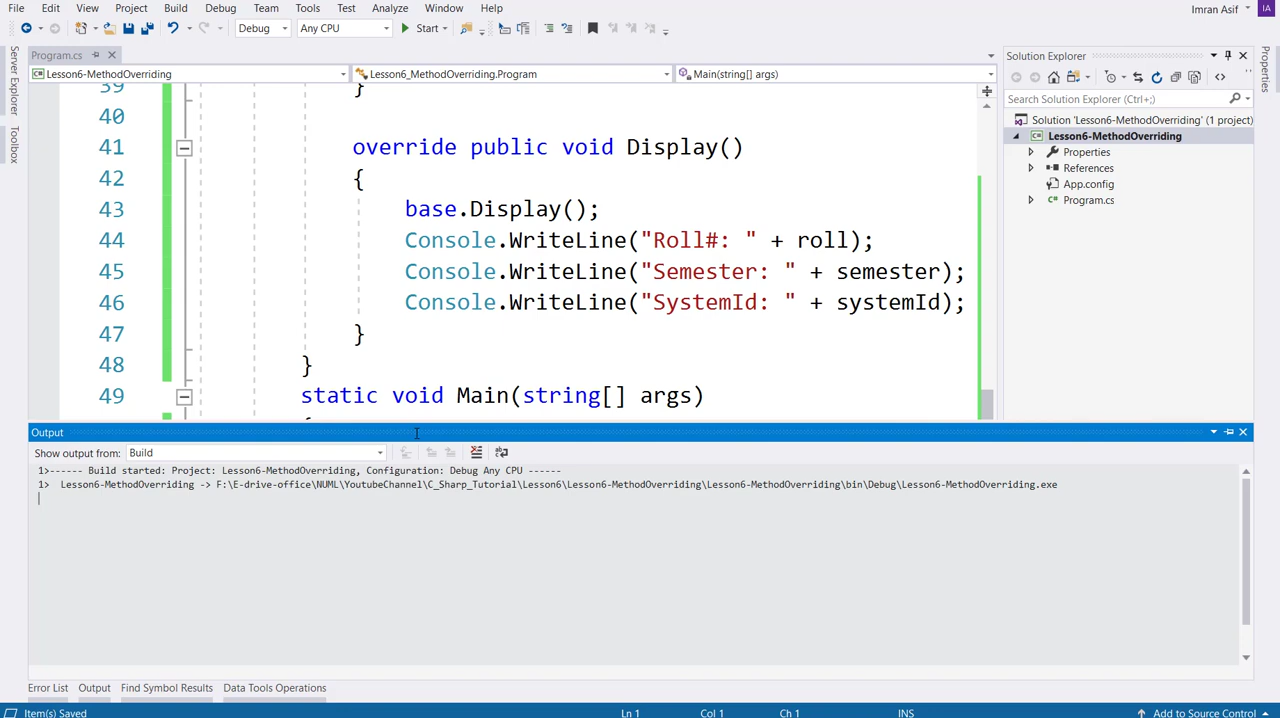 File Edit View Project Build Debug Team Tools Test Analyze Window Help Imran Asif IA
Debug Any CPU Start
Server Explorer
Toolbox
Program.cs
Lesson6-MethodOverriding Lesson6_MethodOverriding.Program Main(string[] args)
39 }
40
41 override public void Display()
42 {
43 base.Display();
44 Console.WriteLine("Roll#: " + roll);
45 Console.WriteLine("Semester: " + semester);
46 Console.WriteLine("SystemId: " + systemId);
47 }
48 }
49 static void Main(string[] args)
Solution Explorer
Search Solution Explorer (Ctrl+;)
Solution 'Lesson6-MethodOverriding' (1 project)
Lesson6-MethodOverriding
Properties
References
App.config
C# Program.cs
Properties
Output
Show output from: Build
1>------ Build started: Project: Lesson6-MethodOverriding, Configuration: Debug Any CPU ------
1> Lesson6-MethodOverriding -> F:\E-drive-office\NUML\YoutubeChannel\C_Sharp_Tutorial\Lesson6\Lesson6-MethodOverriding\Lesson6-MethodOverriding\bin\Debug\Lesson6-MethodOverriding.exe
Error List Output Find Symbol Results Data Tools Operations
Item(s) Saved Ln 1 Ch 1 INS Add to Source Control